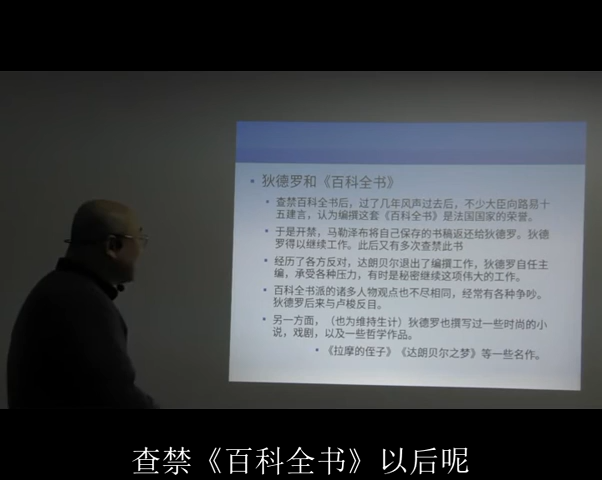 • 狄德罗和《百科全书》
• 查禁百科全书后，过了几年风声过去后，不少大臣向路易十
五建言，认为编撰这套《百科全书》是法国国家的荣誉。
• 于是开禁，马勒泽布将自己保存的书稿返还给狄德罗。狄德
罗得以继续工作。此后又有多次查禁此书
• 经历了各方反对，达朗贝尔退出了编撰工作，狄德罗自任主
编，承受各种压力，有时是秘密继续这项伟大的工作。
• 百科全书派的诸多人物观点也不尽相同，经常有各种争吵。
狄德罗后来与卢梭反目。
• 另一方面，（也为维持生计）狄德罗也撰写过一些时尚的小
说，戏剧，以及一些哲学作品。
• 《拉摩的侄子》《达朗贝尔之梦》等一些名作。
查禁《百科全书》以后呢